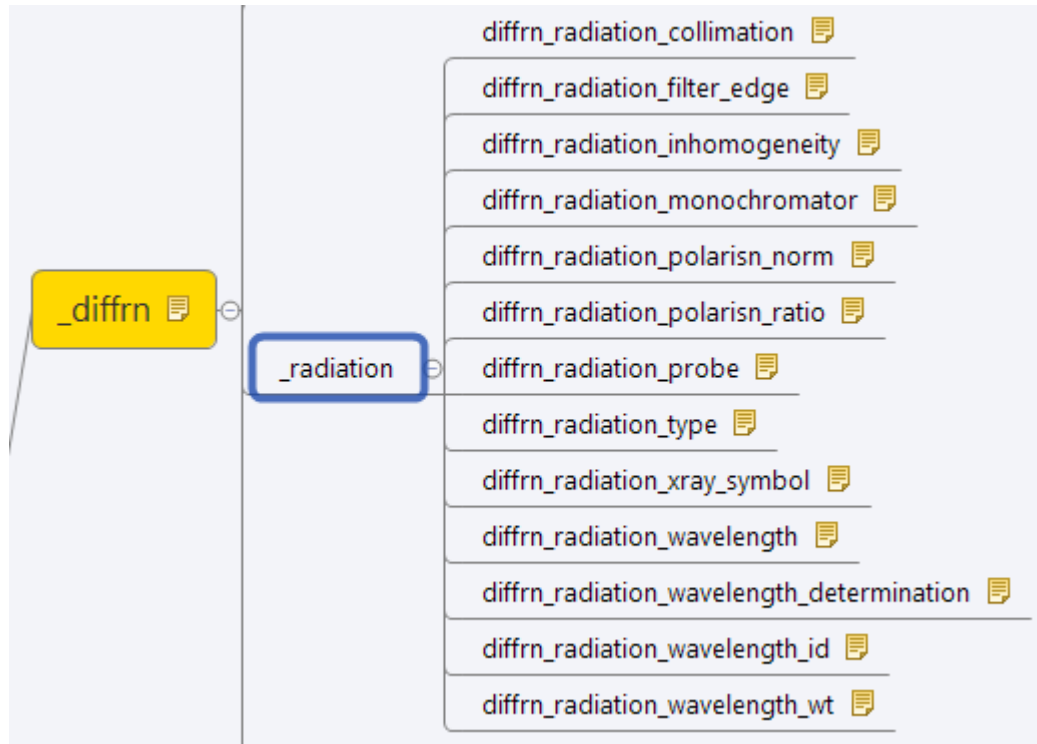 diffrn_radiation_collimation
diffrn_radiation_filter_edge
diffrn_radiation_inhomogeneity
diffrn_radiation_monochromator
diffrn_radiation_polarisn_norm
_diffrn
diffrn_radiation_polarisn_ratio
_radiation
diffrn_radiation_probe
diffrn_radiation_type
diffrn_radiation_xray_symbol
diffrn_radiation_wavelength
diffrn_radiation_wavelength_determination
diffrn_radiation_wavelength_id
diffrn_radiation_wavelength_wt